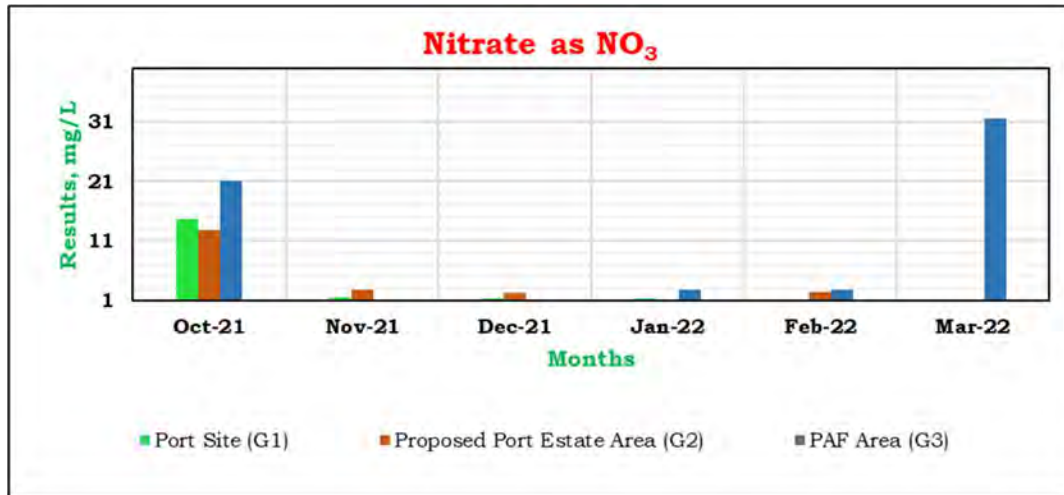 Nitrate as NO₃
Results, mg/L
31
21
11
1
Oct-21 Nov-21 Dec-21 Jan-22 Feb-22 Mar-22
Months
Port Site (G1) Proposed Port Estate Area (G2) PAF Area (G3)